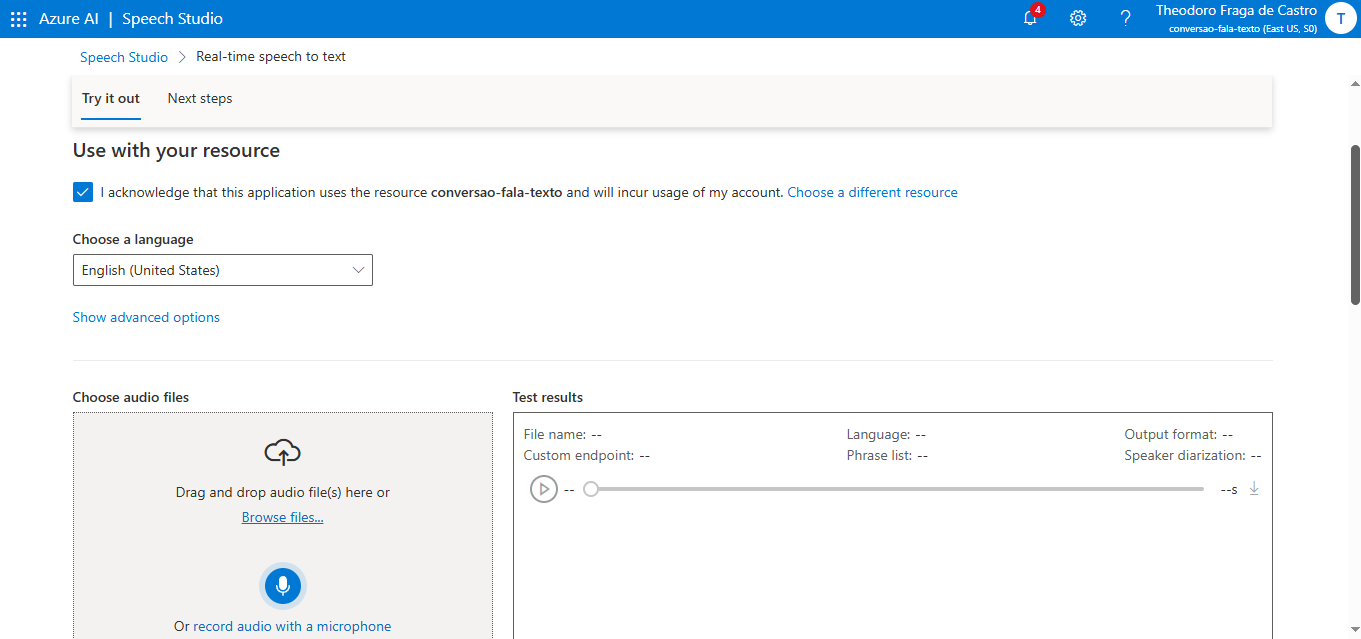 Azure AI | Speech Studio
4
?
Theodoro Fraga de Castro
conversao-fala-texto (East US, S0)
T
Speech Studio > Real-time speech to text
Try it out Next steps
Use with your resource
I acknowledge that this application uses the resource conversao-fala-texto and will incur usage of my account. Choose a different resource
Choose a language
English (United States)
Show advanced options
Choose audio files
Drag and drop audio file(s) here or
Browse files...
Or record audio with a microphone
Test results
File name: -- Language: -- Output format: --
Custom endpoint: -- Phrase list: -- Speaker diarization: --
-- --s